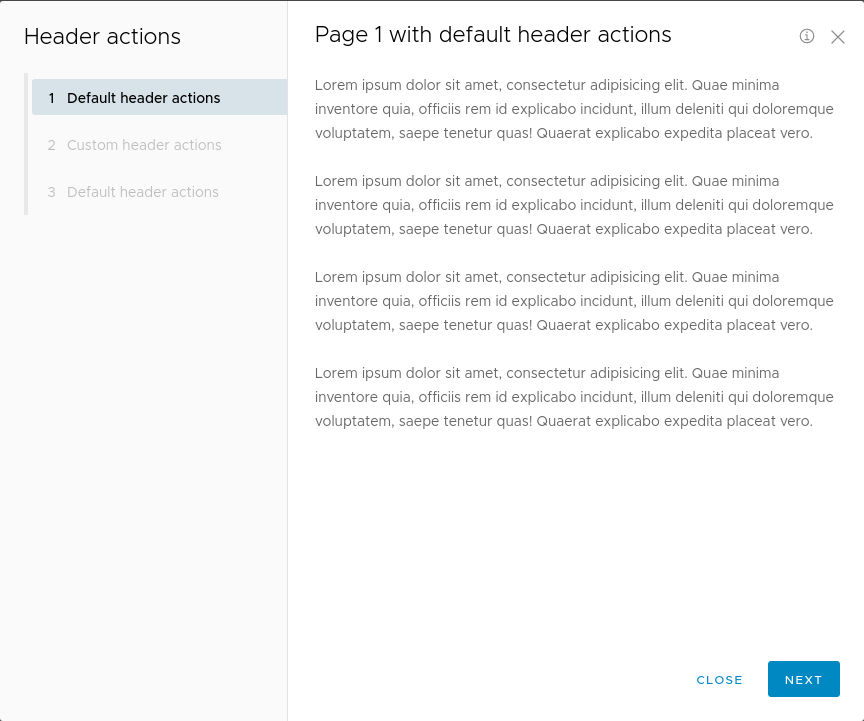 Header actions
1 Default header actions
2 Custom header actions
3 Default header actions
Page 1 with default header actions
Lorem ipsum dolor sit amet, consectetur adipisicing elit. Quae minima
inventore quia, officiis rem id explicabo incidunt, illum deleniti qui doloremque
voluptatem, saepe tenetur quas! Quaerat explicabo expedita placeat vero.
Lorem ipsum dolor sit amet, consectetur adipisicing elit. Quae minima
inventore quia, officiis rem id explicabo incidunt, illum deleniti qui doloremque
voluptatem, saepe tenetur quas! Quaerat explicabo expedita placeat vero.
Lorem ipsum dolor sit amet, consectetur adipisicing elit. Quae minima
inventore quia, officiis rem id explicabo incidunt, illum deleniti qui doloremque
voluptatem, saepe tenetur quas! Quaerat explicabo expedita placeat vero.
Lorem ipsum dolor sit amet, consectetur adipisicing elit. Quae minima
inventore quia, officiis rem id explicabo incidunt, illum deleniti qui doloremque
voluptatem, saepe tenetur quas! Quaerat explicabo expedita placeat vero.
CLOSE NEXT